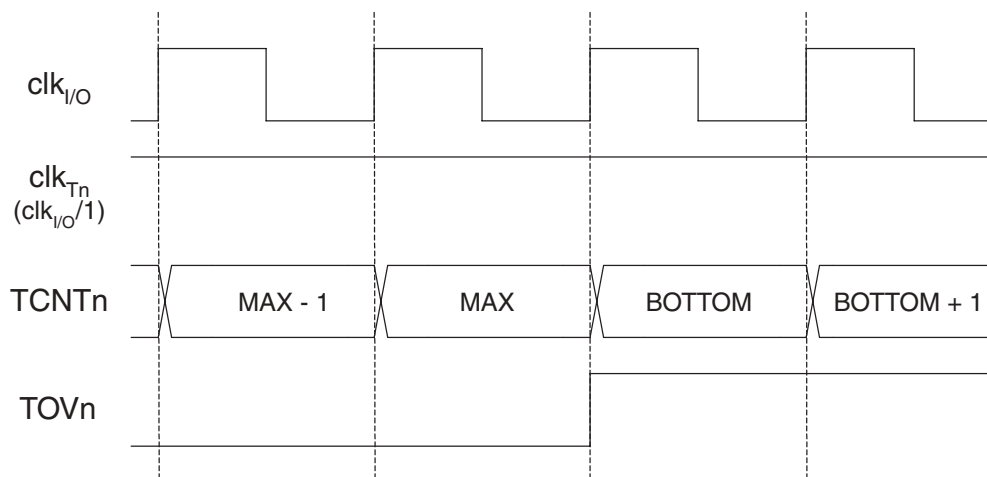 clkI/O
clkTn
(clkI/O/1)
TCNTn MAX - 1 MAX BOTTOM BOTTOM + 1
TOVn